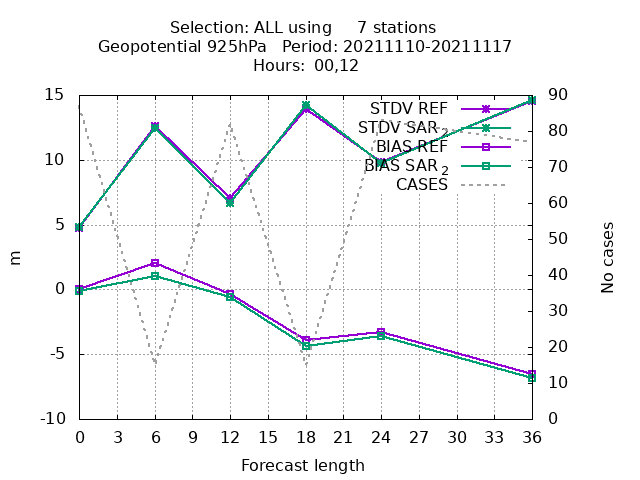 Selection: ALL using     7 stations
Geopotential 925hPa   Period: 20211110-20211117
Hours: 00,12
STDV REF
STDV SAR 2
BIAS REF
BIAS SAR 2
CASES
15
10
5
0
-5
-10
m
90
80
70
60
50
40
30
20
10
0
No cases
0 3 6 9 12 15 18 21 24 27 30 33 36
Forecast length